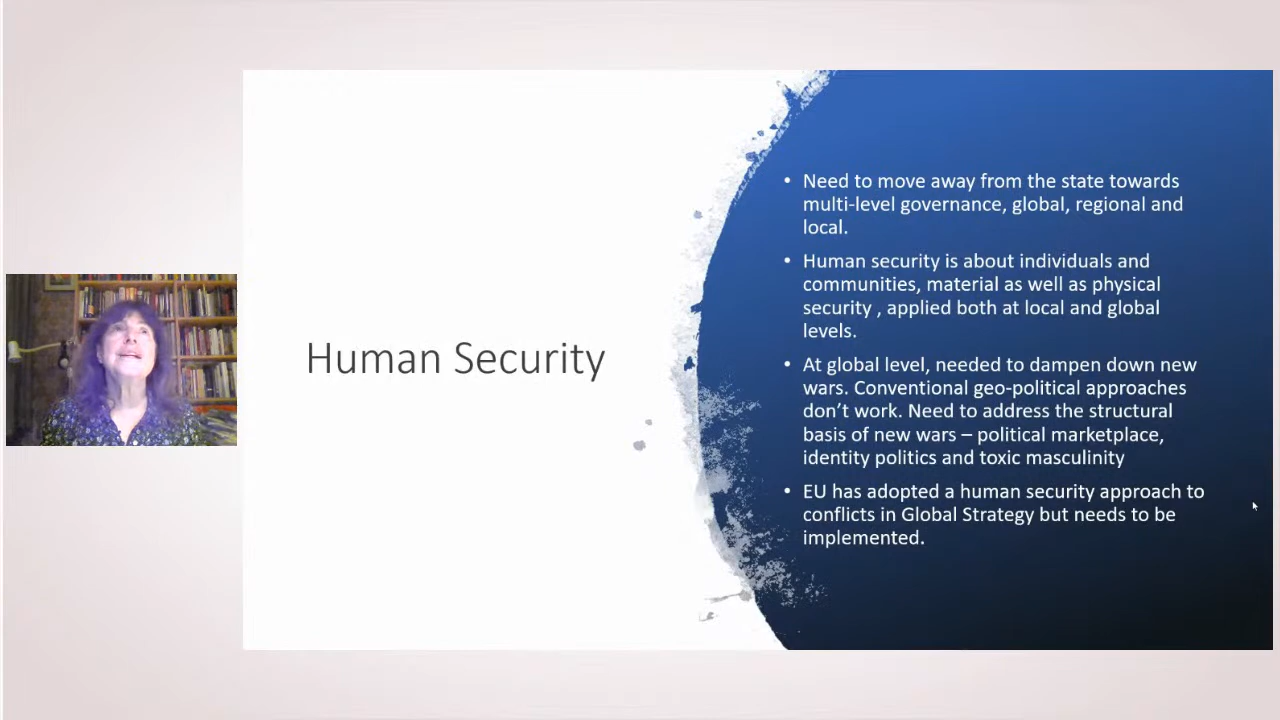 Human Security
• Need to move away from the state towards
multi-level governance, global, regional and
local.
• Human security is about individuals and
communities, material as well as physical
security , applied both at local and global
levels.
• At global level, needed to dampen down new
wars. Conventional geo-political approaches
don’t work. Need to address the structural
basis of new wars – political marketplace,
identity politics and toxic masculinity
• EU has adopted a human security approach to
conflicts in Global Strategy but needs to be
implemented.